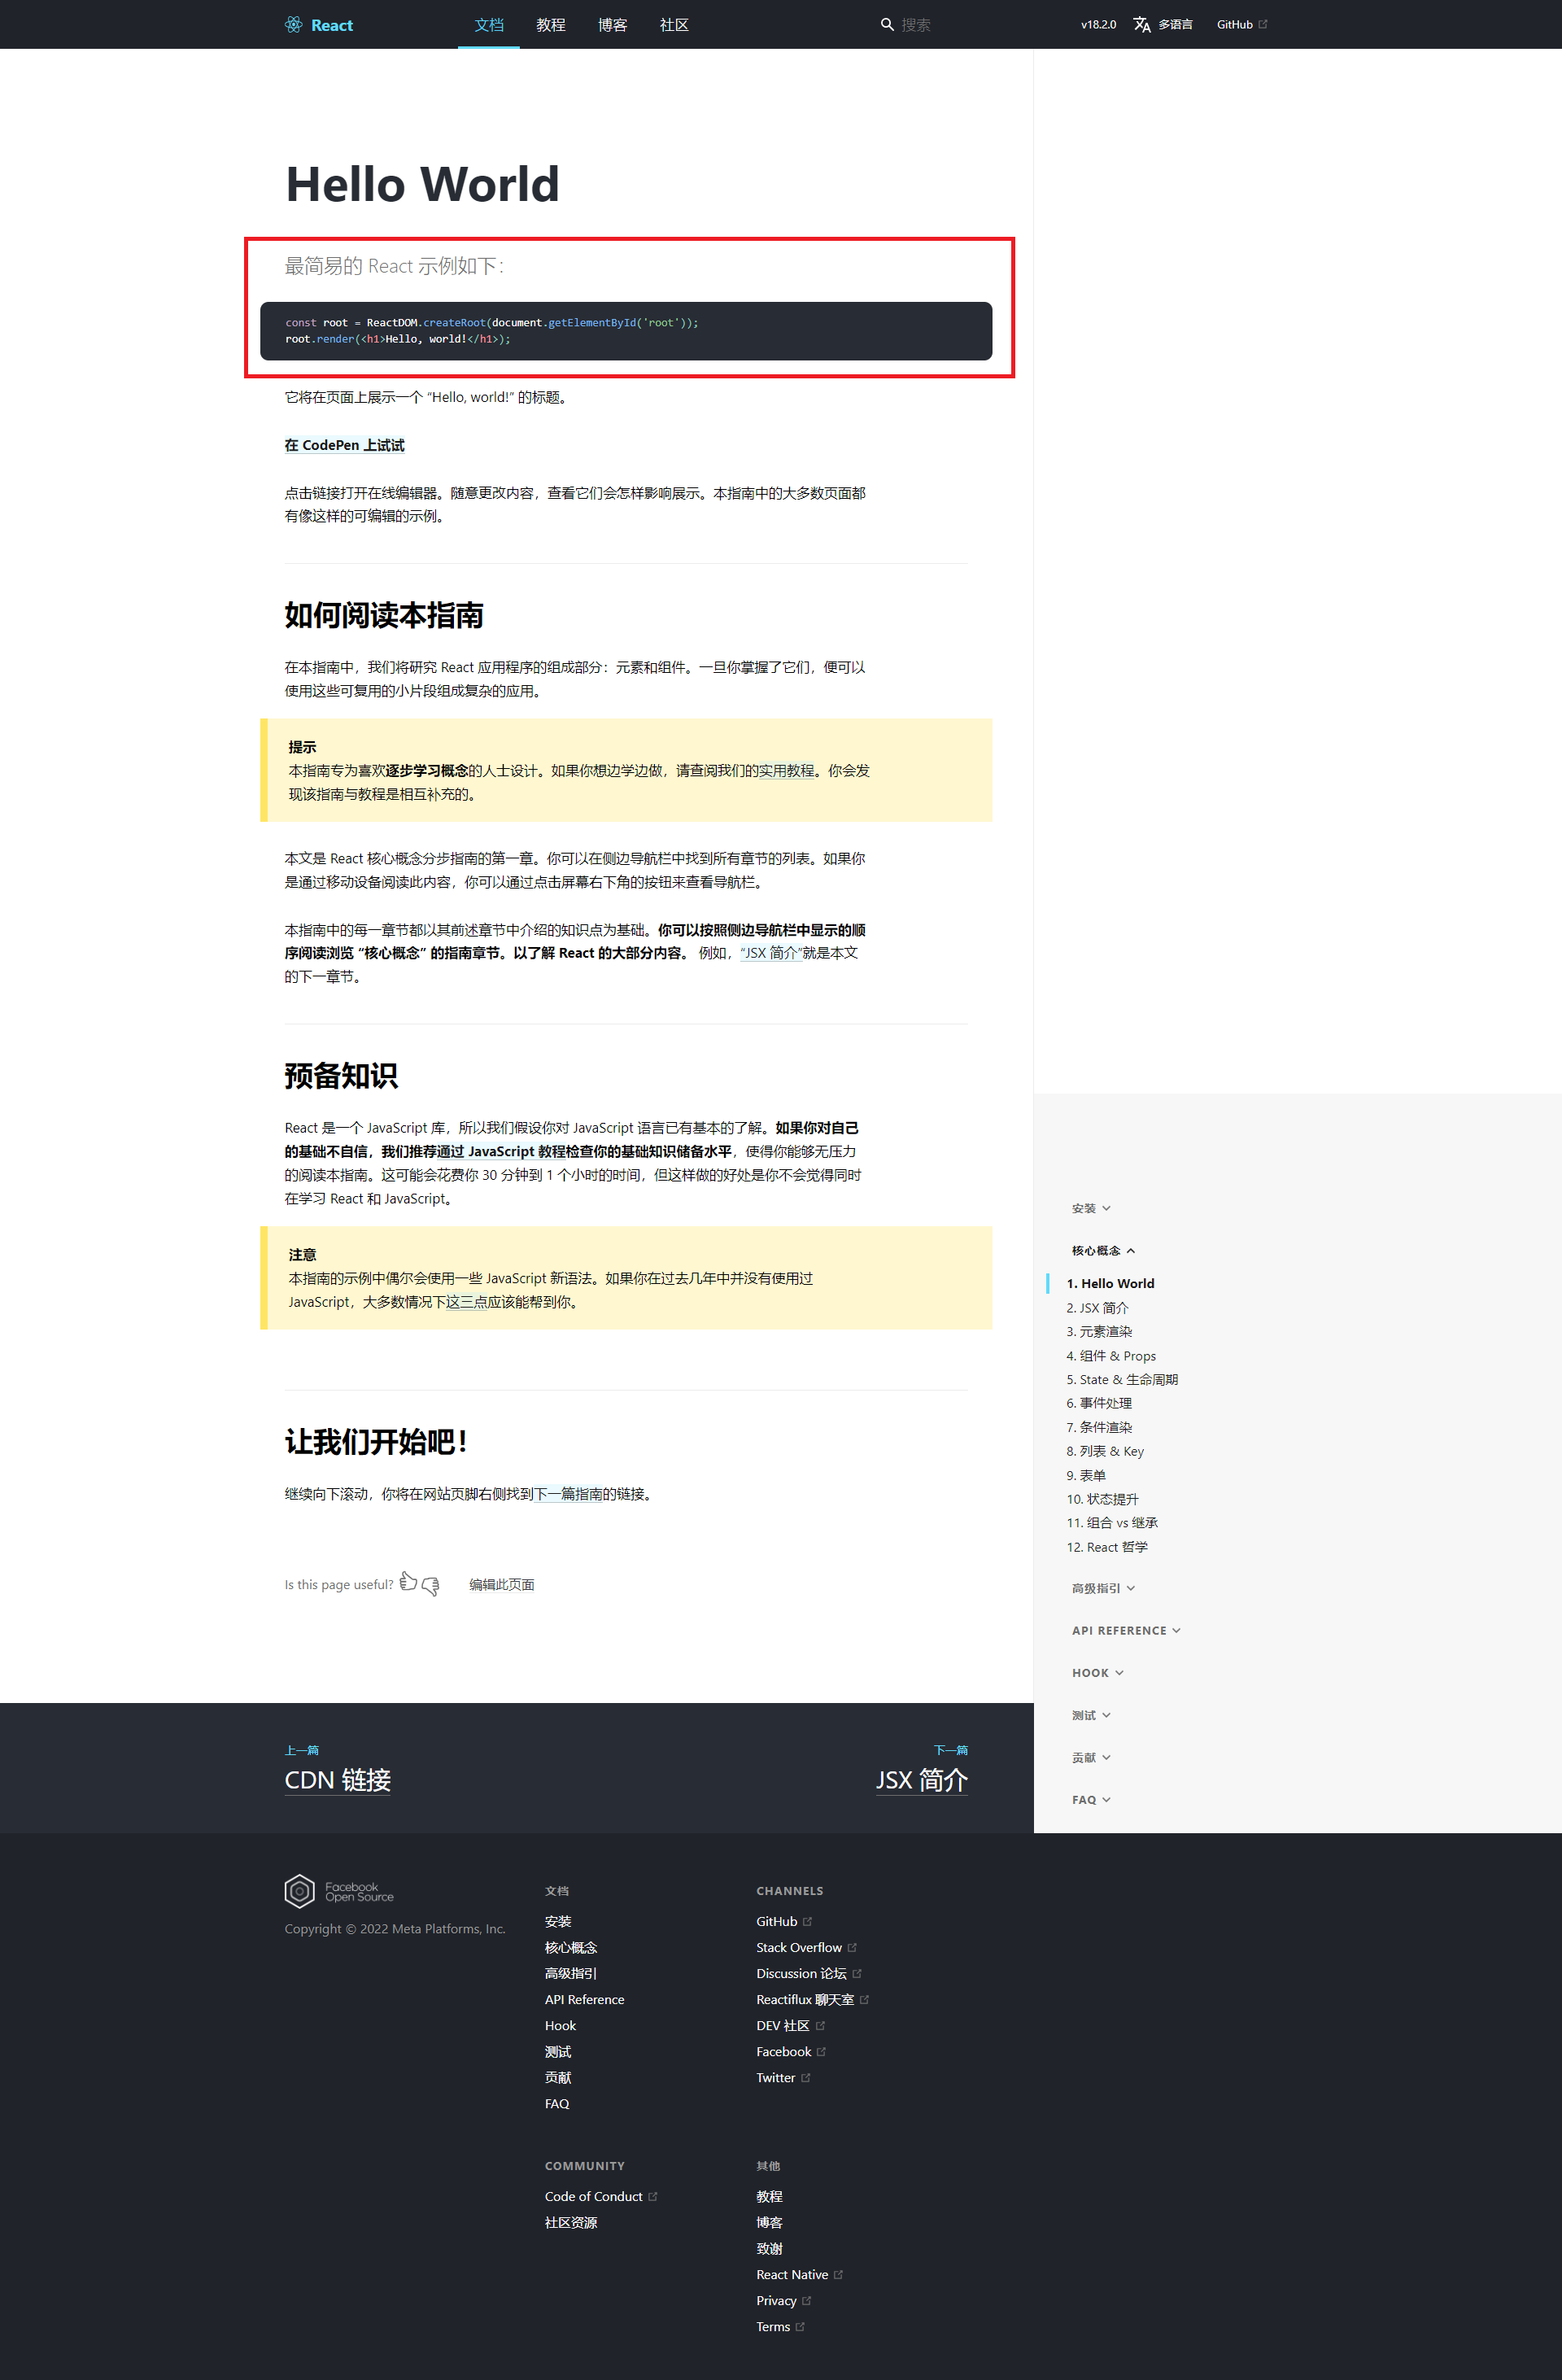 React
文档
教程
博客
社区
搜索
v18.2.0
多语言
GitHub
Hello World
最简易的 React 示例如下：
const root = ReactDOM.createRoot(document.getElementById('root'));
root.render(<h1>Hello, world!</h1>);
它将在页面上展示一个 “Hello, world!” 的标题。
在 CodePen 上试试
点击链接打开在线编辑器。随意更改内容，查看它们会怎样影响展示。本指南中的大多数页面都
有像这样的可编辑的示例。
如何阅读本指南
在本指南中，我们将研究 React 应用程序的组成部分：元素和组件。一旦你掌握了它们，便可以
使用这些可复用的小片段组成复杂的应用。
提示
本指南专为喜欢逐步学习概念的人士设计。如果你想边学边做，请查阅我们的实用教程。你会发
现该指南与教程是相互补充的。
本文是 React 核心概念分步指南的第一章。你可以在侧边导航栏中找到所有章节的列表。如果你
是通过移动设备阅读此内容，你可以通过点击屏幕右下角的按钮来查看导航栏。
本指南中的每一章节都以其前述章节中介绍的知识点为基础。你可以按照侧边导航栏中显示的顺
序阅读浏览 “核心概念” 的指南章节。以了解 React 的大部分内容。 例如，“JSX 简介”就是本文
的下一章节。
预备知识
React 是一个 JavaScript 库，所以我们假设你对 JavaScript 语言已有基本的了解。如果你对自己
的基础不自信，我们推荐通过 JavaScript 教程检查你的基础知识储备水平，使得你能够无压力
的阅读本指南。这可能会花费你 30 分钟到 1 个小时的时间，但这样做的好处是你不会觉得同时
在学习 React 和 JavaScript。
注意
本指南的示例中偶尔会使用一些 JavaScript 新语法。如果你在过去几年中并没有使用过
JavaScript，大多数情况下这三点应该能帮到你。
让我们开始吧！
继续向下滚动，你将在网站页脚右侧找到下一篇指南的链接。
Is this page useful?
编辑此页面
安装
核心概念
1. Hello World
2. JSX 简介
3. 元素渲染
4. 组件 & Props
5. State & 生命周期
6. 事件处理
7. 条件渲染
8. 列表 & Key
9. 表单
10. 状态提升
11. 组合 vs 继承
12. React 哲学
高级指引
API REFERENCE
HOOK
测试
贡献
FAQ
上一篇
CDN 链接
下一篇
JSX 简介
Facebook
Open Source
Copyright © 2022 Meta Platforms, Inc.
文档
安装
核心概念
高级指引
API Reference
Hook
测试
贡献
FAQ
CHANNELS
GitHub
Stack Overflow
Discussion 论坛
Reactiflux 聊天室
DEV 社区
Facebook
Twitter
COMMUNITY
Code of Conduct
社区资源
其他
教程
博客
致谢
React Native
Privacy
Terms